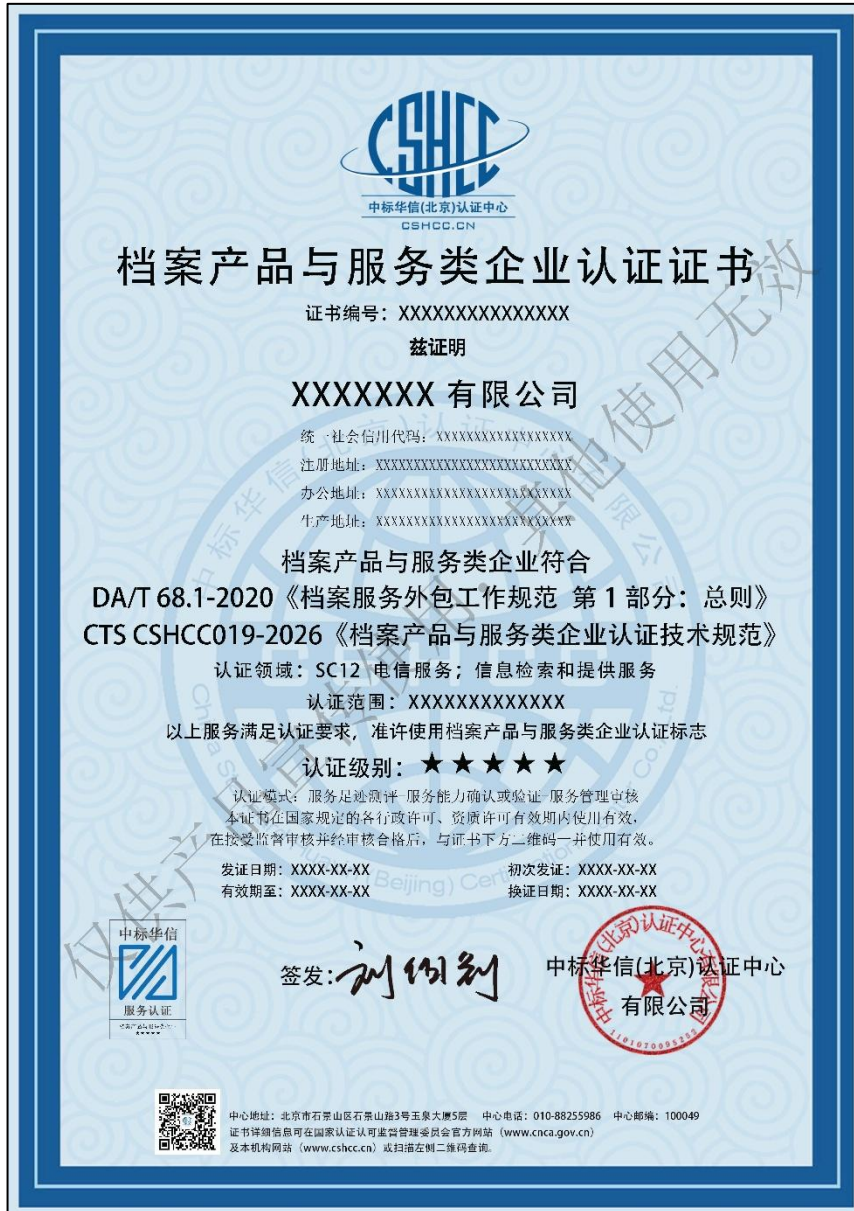 CSHCC
中标华信(北京)认证中心
CSHCC.CN
档案产品与服务类企业认证证书
证书编号：XXXXXXXXXXXXXXX
兹证明
XXXXXXX 有限公司
统一社会信用代码：XXXXXXXXXXXXXXXXXX
注册地址：XXXXXXXXXXXXXXXXXXXXXXXXXX
办公地址：XXXXXXXXXXXXXXXXXXXXXXXXXX
生产地址：XXXXXXXXXXXXXXXXXXXXXXXXXX
档案产品与服务类企业符合
DA/T 68.1-2020《档案服务外包工作规范 第 1 部分：总则》
CTS CSHCC019-2026《档案产品与服务类企业认证技术规范》
认证领域：SC12 电信服务；信息检索和提供服务
认证范围：XXXXXXXXXXXXX
以上服务满足认证要求，准许使用档案产品与服务类企业认证标志
认证级别：★★★★★
认证模式：服务足迹测评+服务能力确认或验证+服务管理审核
本证书在国家规定的各行政许可、资质许可有效期内使用有效，
在接受监督审核并经审核合格后，与证书下方二维码一并使用有效。
发证日期：XXXX-XX-XX 初次发证：XXXX-XX-XX
有效期至：XXXX-XX-XX 换证日期：XXXX-XX-XX
仅供产品宣传使用，其他使用无效
中标华信
服务认证
★★★★★
签发：
中标华信(北京)认证中心
有限公司
中标华信(北京)认证中心有限公司
1101070095252
中心地址：北京市石景山区石景山路3号玉泉大厦5层 中心电话：010-88255986 中心邮编：100049
证书详细信息可在国家认证认可监督管理委员会官方网站（www.cnca.gov.cn）
及本机构网站（www.cshcc.cn）或扫描左侧二维码查询。